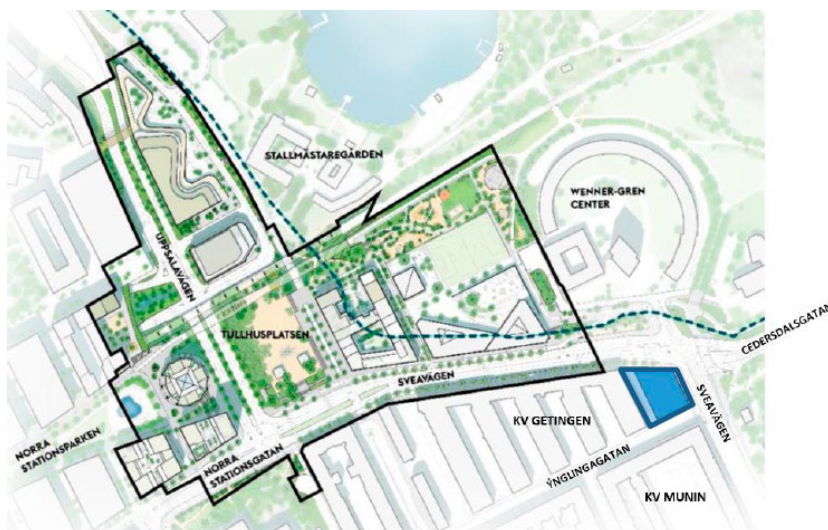 STALLMÄSTAREGÅRDEN
WENNER-GREN
CENTER
UPPSALAVÄGEN
TULLHUSPLATSEN
CEDERSDALSGATAN
SVEAVÄGEN
SVEAVÄGEN
KV GETINGEN
NORRA
STATIONSPARKEN
NORRA
STATIONSGATAN
YNGLINGAGATAN
KV MUNIN